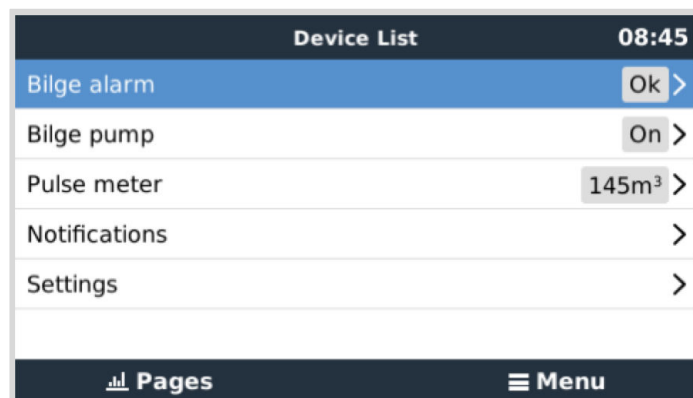 Device List 08:45
Bilge alarm Ok
Bilge pump On
Pulse meter 145m³
Notifications
Settings
Pages Menu